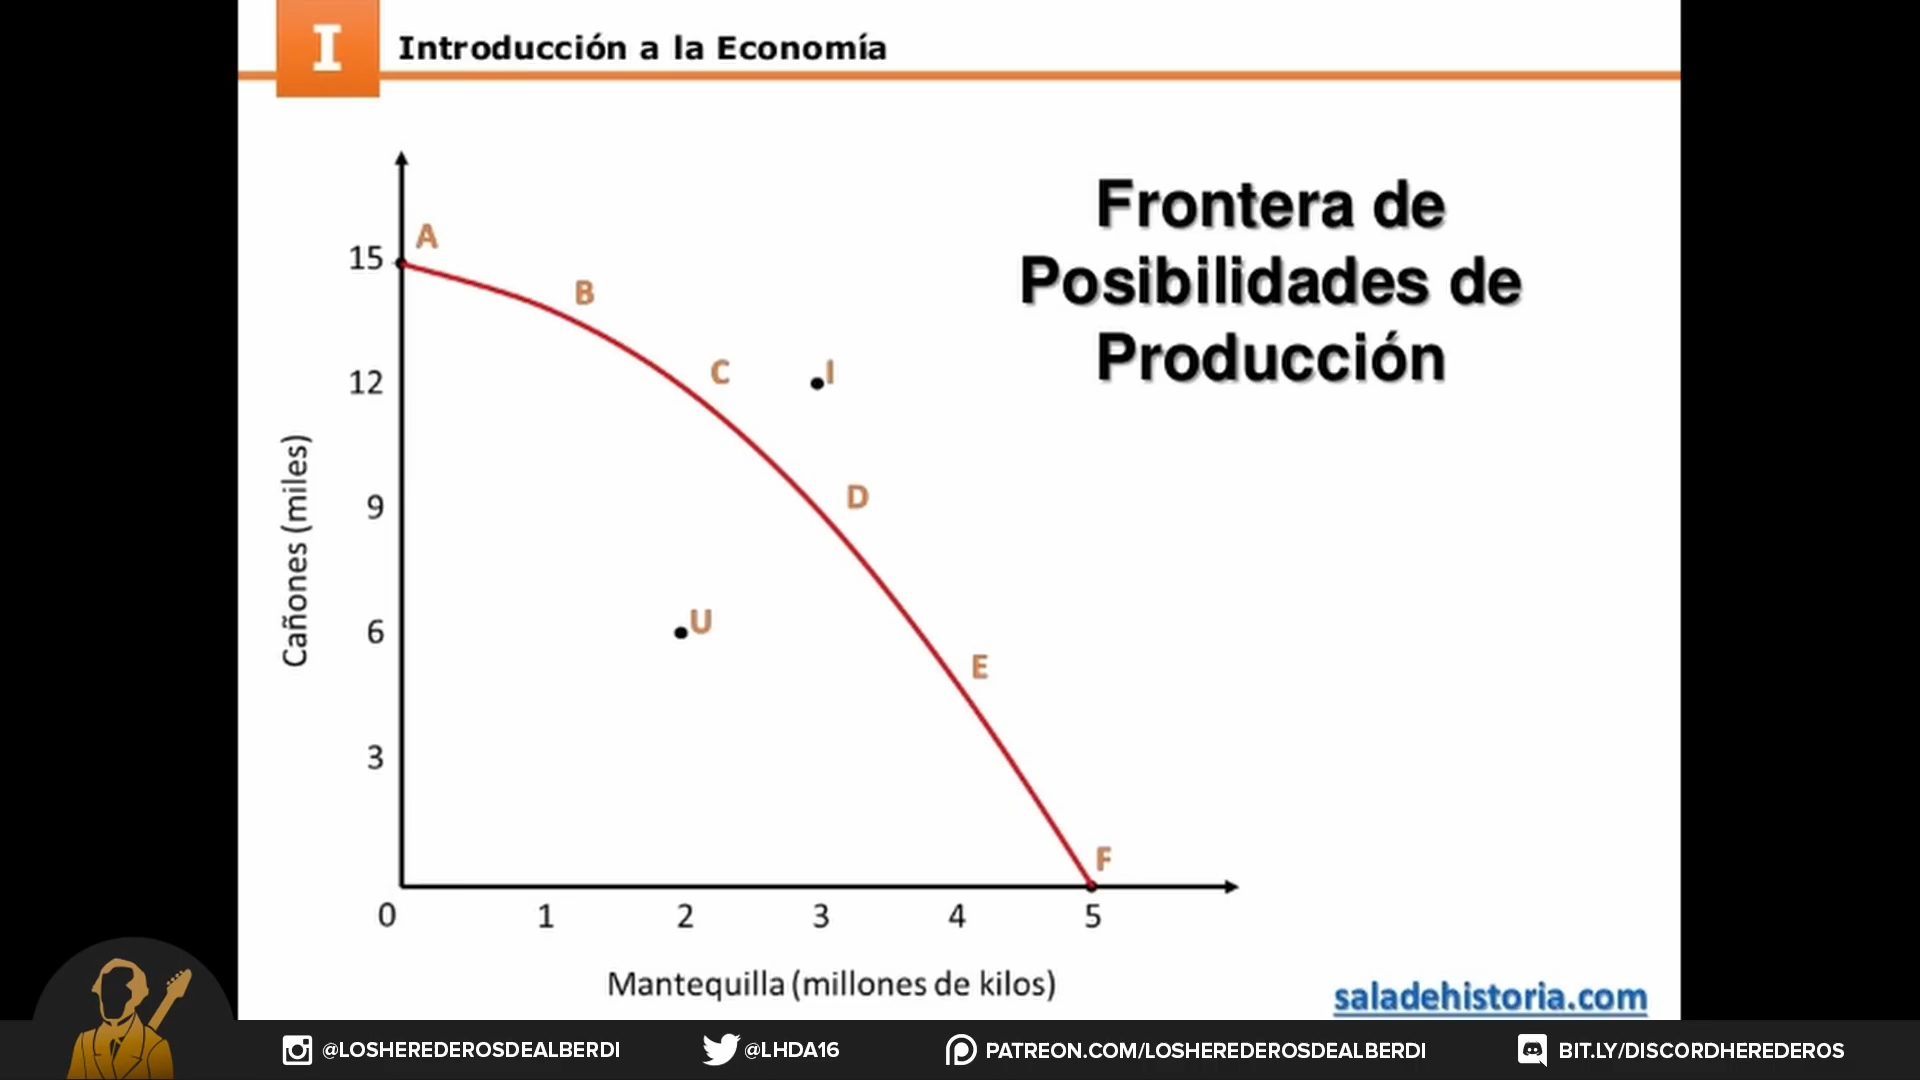 I
Introducción a la Economía
Frontera de
Posibilidades de
Producción
A
15
B
C
I
12
D
9
U
6
E
3
F
0 1 2 3 4 5
Cañones (miles)
Mantequilla (millones de kilos)
saladehistoria.com
@LOSHEREDEROSDEALBERDI
@LHDA16
PATREON.COM/LOSHEREDEROSDEALBERDI
BIT.LY/DISCORDHEREDEROS